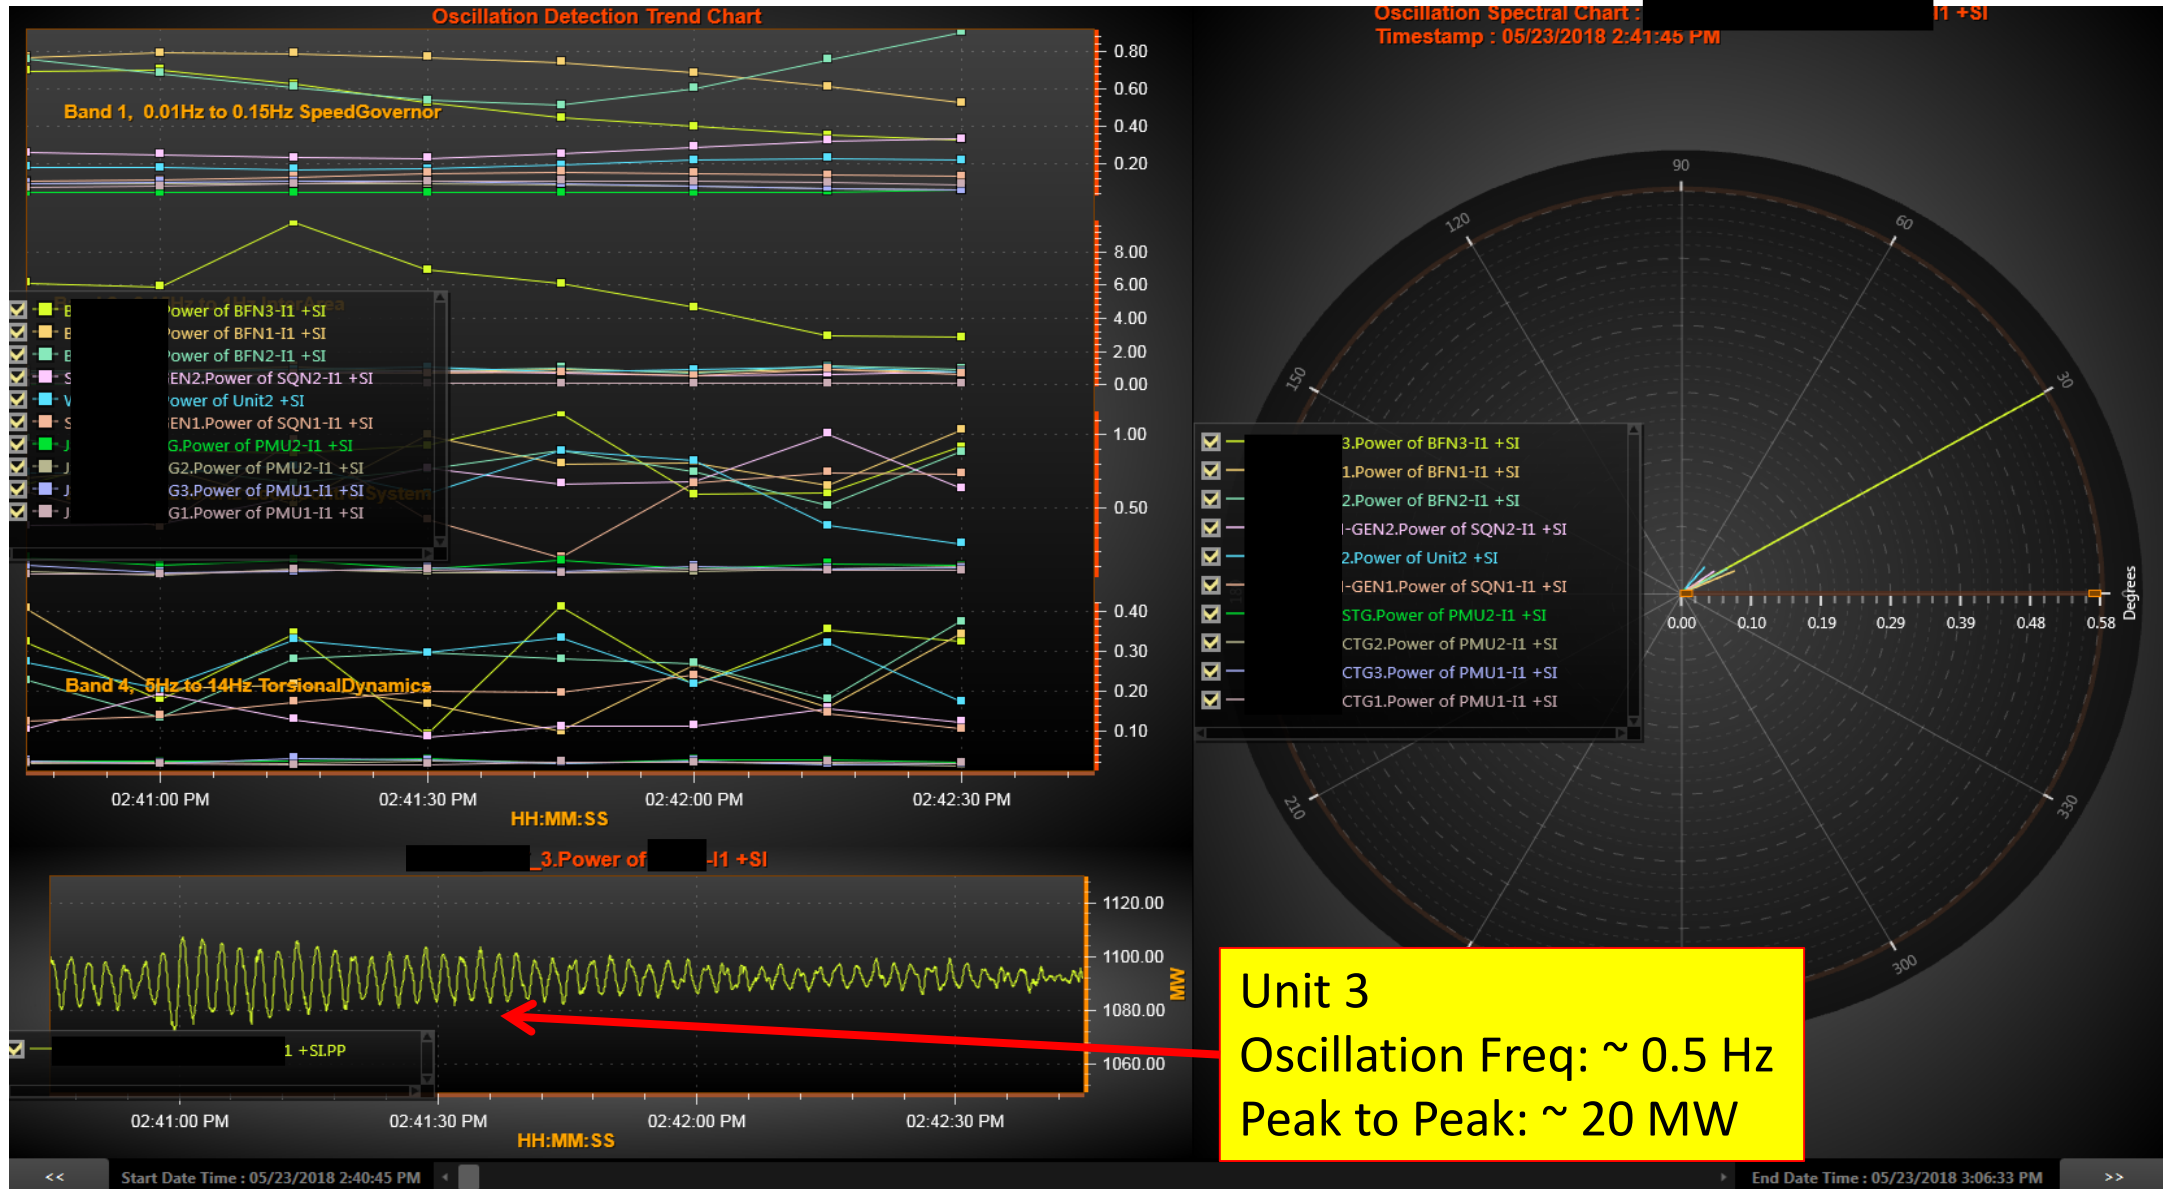 Oscillation Detection Trend Chart
0.80
0.60
0.40
0.20
Band 1, 0.01Hz to 0.15Hz SpeedGovernor
8.00
6.00
4.00
2.00
0.00
B Power of BFN3-I1 +SI
B Power of BFN1-I1 +SI
B Power of BFN2-I1 +SI
S EN2.Power of SQN2-I1 +SI
V ower of Unit2 +SI
S EN1.Power of SQN1-I1 +SI
J G.Power of PMU2-I1 +SI
J G2.Power of PMU2-I1 +SI
J G3.Power of PMU1-I1 +SI
J G1.Power of PMU1-I1 +SI
1.00
0.50
0.40
0.30
0.20
0.10
Band 4, 5Hz to 14Hz TorsionalDynamics
02:41:00 PM 02:41:30 PM 02:42:00 PM 02:42:30 PM
HH:MM:SS
_3.Power of -I1 +SI
1120.00
1100.00
1080.00
1060.00
MW
1 +SI.PP
02:41:00 PM 02:41:30 PM 02:42:00 PM 02:42:30 PM
HH:MM:SS
Oscillation Spectral Chart : I1 +SI
Timestamp : 05/23/2018 2:41:45 PM
90
120
60
150
30
3.Power of BFN3-I1 +SI
1.Power of BFN1-I1 +SI
2.Power of BFN2-I1 +SI
I-GEN2.Power of SQN2-I1 +SI
2.Power of Unit2 +SI
I-GEN1.Power of SQN1-I1 +SI
STG.Power of PMU2-I1 +SI
CTG2.Power of PMU2-I1 +SI
CTG3.Power of PMU1-I1 +SI
CTG1.Power of PMU1-I1 +SI
0.00 0.10 0.19 0.29 0.39 0.48 0.58
Degrees
210
330
300
Unit 3
Oscillation Freq: ~ 0.5 Hz
Peak to Peak: ~ 20 MW
<< Start Date Time : 05/23/2018 2:40:45 PM End Date Time : 05/23/2018 3:06:33 PM >>